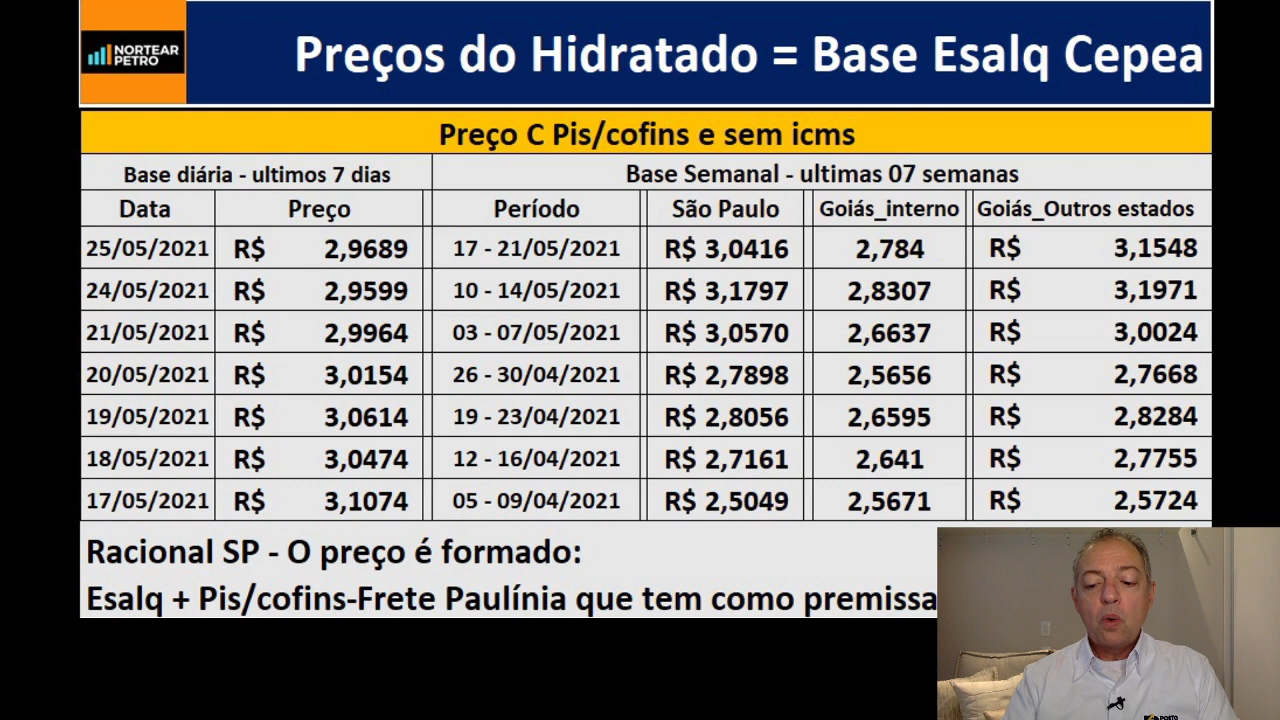 NORTEAR
PETRO
Preços do Hidratado = Base Esalq Cepea
Preço C Pis/cofins e sem icms
Base diária - ultimos 7 dias Base Semanal - ultimas 07 semanas
Data Preço Período São Paulo Goiás_interno Goiás_Outros estados
25/05/2021 R$ 2,9689 17 - 21/05/2021 R$ 3,0416 2,784 R$ 3,1548
24/05/2021 R$ 2,9599 10 - 14/05/2021 R$ 3,1797 2,8307 R$ 3,1971
21/05/2021 R$ 2,9964 03 - 07/05/2021 R$ 3,0570 2,6637 R$ 3,0024
20/05/2021 R$ 3,0154 26 - 30/04/2021 R$ 2,7898 2,5656 R$ 2,7668
19/05/2021 R$ 3,0614 19 - 23/04/2021 R$ 2,8056 2,6595 R$ 2,8284
18/05/2021 R$ 3,0474 12 - 16/04/2021 R$ 2,7161 2,641 R$ 2,7755
17/05/2021 R$ 3,1074 05 - 09/04/2021 R$ 2,5049 2,5671 R$ 2,5724
Racional SP - O preço é formado:
Esalq + Pis/cofins-Frete Paulínia que tem como premissa
POSTO